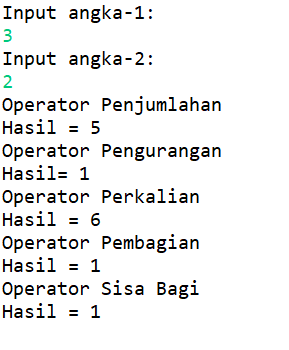 Input angka-1:
3
Input angka-2:
2
Operator Penjumlahan
Hasil = 5
Operator Pengurangan
Hasil= 1
Operator Perkalian
Hasil = 6
Operator Pembagian
Hasil = 1
Operator Sisa Bagi
Hasil = 1